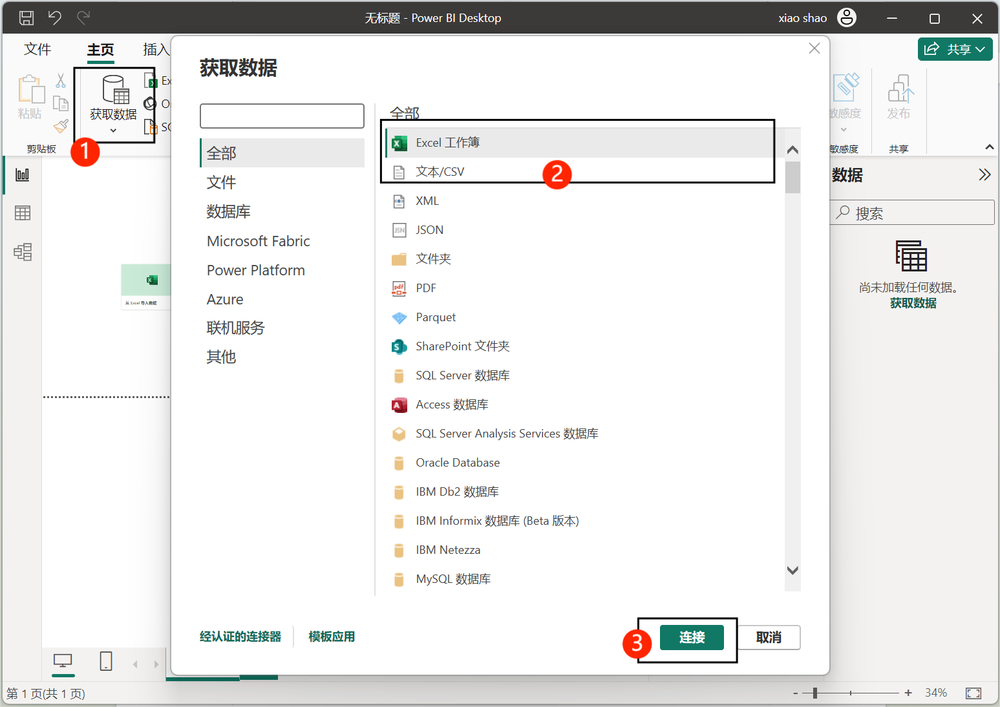 无标题 - Power BI Desktop
xiao shao
文件
主页
插入
共享
粘贴
获取数据
Ex
SC
剪贴板
1
敏感度
发布
敏感度
共享
获取数据
全部
文件
数据库
Microsoft Fabric
Power Platform
Azure
联机服务
其他
全部
Excel 工作簿
文本/CSV
2
XML
JSON
文件夹
PDF
Parquet
SharePoint 文件夹
SQL Server 数据库
Access 数据库
SQL Server Analysis Services 数据库
Oracle Database
IBM Db2 数据库
IBM Informix 数据库 (Beta 版本)
IBM Netezza
MySQL 数据库
经认证的连接器
模板应用
3
连接
取消
数据
搜索
尚未加载任何数据。
获取数据
从 Excel 导入数据
第 1 页(共 1 页)
- + 34%